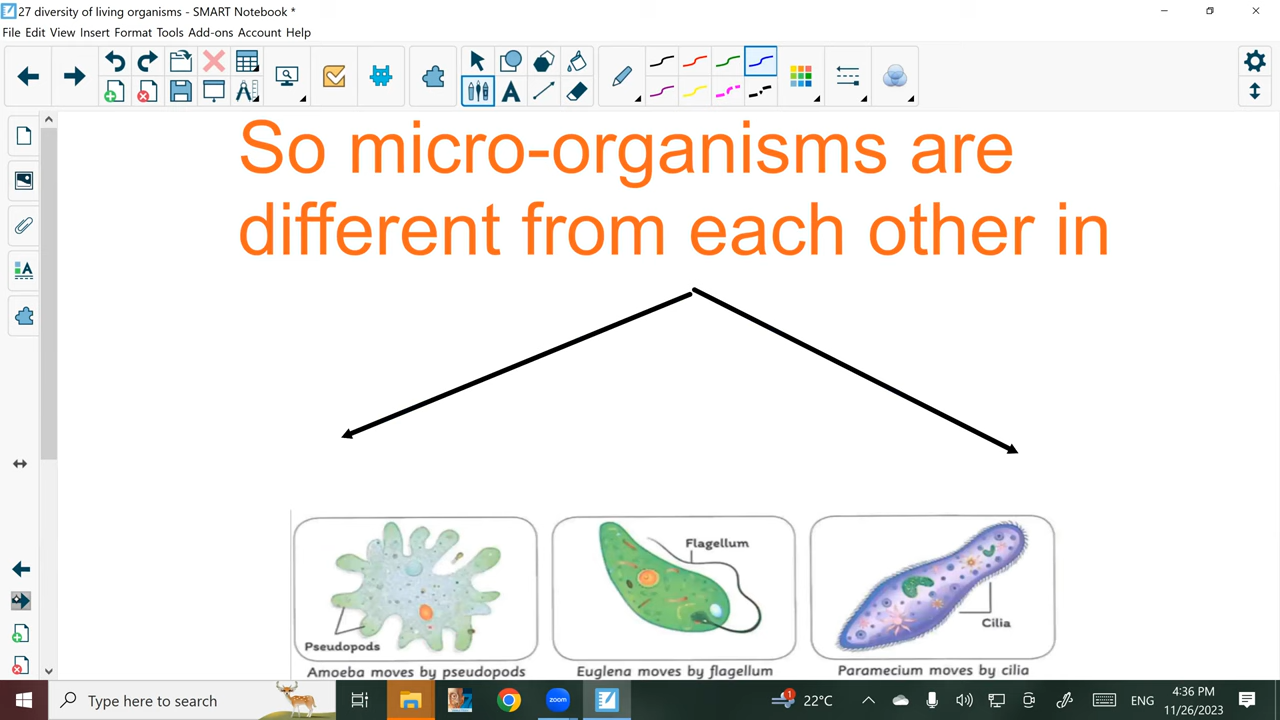 27 diversity of living organisms - SMART Notebook *
File Edit View Insert Format Tools Add-ons Account Help
So micro-organisms are
different from each other in
Flagellum
Pseudopods
Cilia
Amoeba moves by pseudopods
Euglena moves by flagellum
Paramecium moves by cilia
Type here to search
zoom
1
22°C
ENG
4:36 PM
11/26/2023